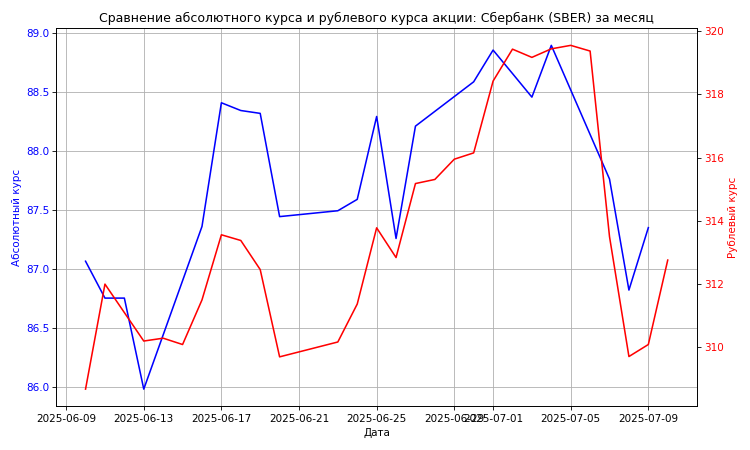 Сравнение абсолютного курса и рублевого курса акции: Сбербанк (SBER) за месяц
89.0
88.5
88.0
87.5
87.0
86.5
86.0
Абсолютный курс
320
318
316
314
312
310
Рублевый курс
2025-06-09 2025-06-13 2025-06-17 2025-06-21 2025-06-25 2025-06-29 2025-07-01 2025-07-05 2025-07-09
Дата